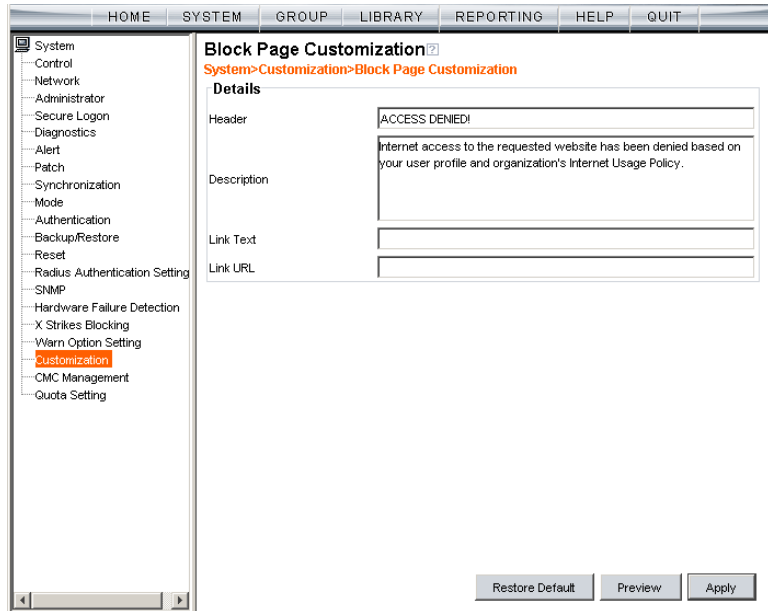 HOME SYSTEM GROUP LIBRARY REPORTING HELP QUIT
System
Control
Network
Administrator
Secure Logon
Diagnostics
Alert
Patch
Synchronization
Mode
Authentication
Backup/Restore
Reset
Radius Authentication Setting
SNMP
Hardware Failure Detection
X Strikes Blocking
Warn Option Setting
Customization
CMC Management
Quota Setting
Block Page Customization?
System>Customization>Block Page Customization
Details
Header
ACCESS DENIED!
Description
Internet access to the requested website has been denied based on
your user profile and organization's Internet Usage Policy.
Link Text
Link URL
Restore Default Preview Apply